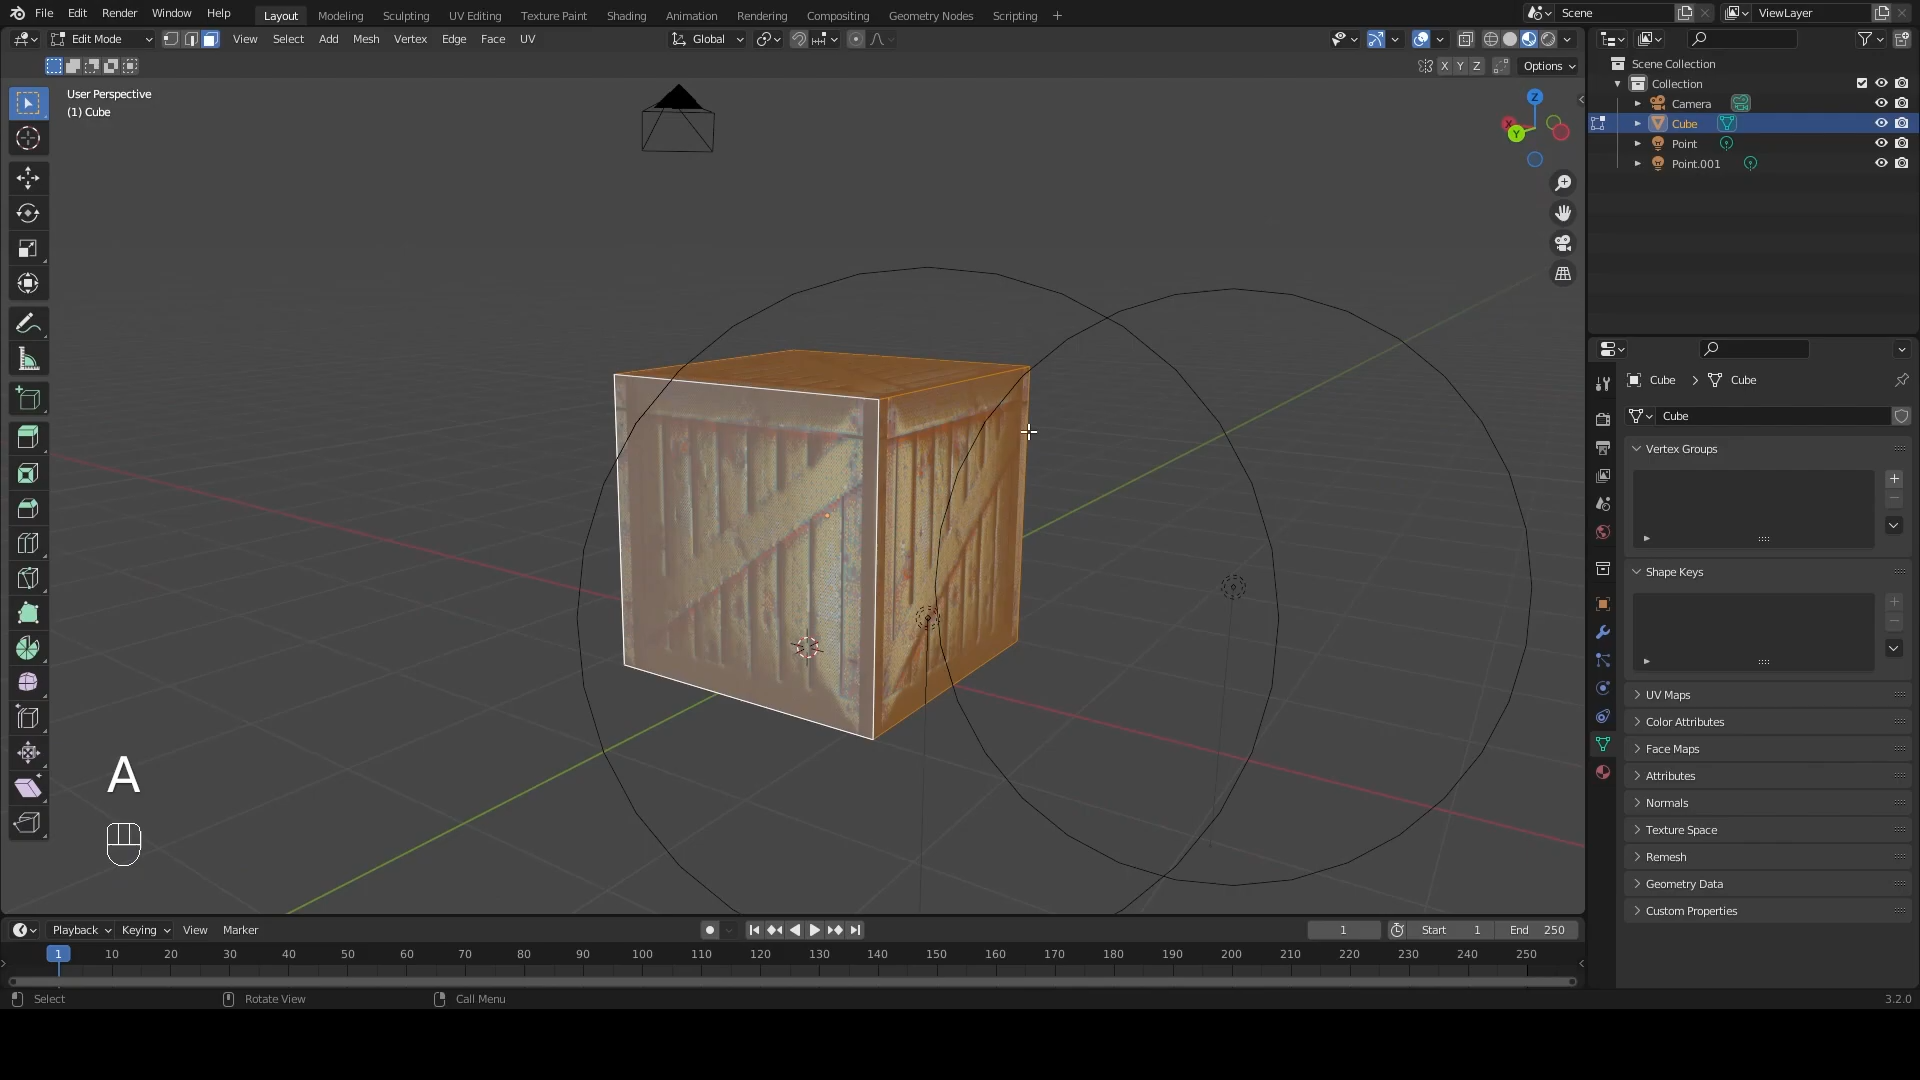 File Edit Render Window Help Layout Modeling Sculpting UV Editing Texture Paint Shading Animation Rendering Compositing Geometry Nodes Scripting + Scene ViewLayer
Edit Mode View Select Add Mesh Vertex Edge Face UV Global
X Y Z Options
Scene Collection
Collection
Camera
Cube
Point
Point.001
User Perspective
(1) Cube
Z
X
Y
Cube > Cube
Cube
Vertex Groups
Shape Keys
UV Maps
Color Attributes
Face Maps
Attributes
Normals
Texture Space
Remesh
Geometry Data
Custom Properties
A
Playback Keying View Marker 1 Start 1 End 250
1 10 20 30 40 50 60 70 80 90 100 110 120 130 140 150 160 170 180 190 200 210 220 230 240 250
Select Rotate View Call Menu 3.2.0